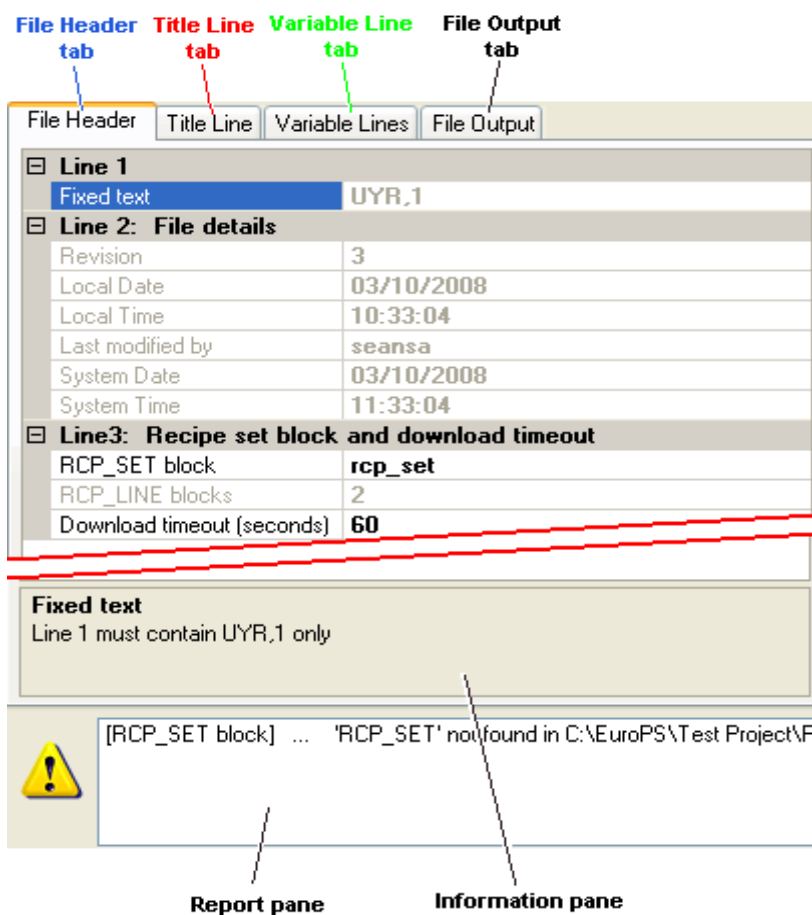 File Header tab Title Line tab Variable Line tab File Output tab
File Header Title Line Variable Lines File Output
Line 1
Fixed text UYR,1
Line 2: File details
Revision 3
Local Date 03/10/2008
Local Time 10:33:04
Last modified by seansa
System Date 03/10/2008
System Time 11:33:04
Line3: Recipe set block and download timeout
RCP_SET block rcp_set
RCP_LINE blocks 2
Download timeout (seconds) 60
Fixed text
Line 1 must contain UYR,1 only
[RCP_SET block] ... 'RCP_SET' not found in C:\EuroPS\Test Project\
Report pane Information pane